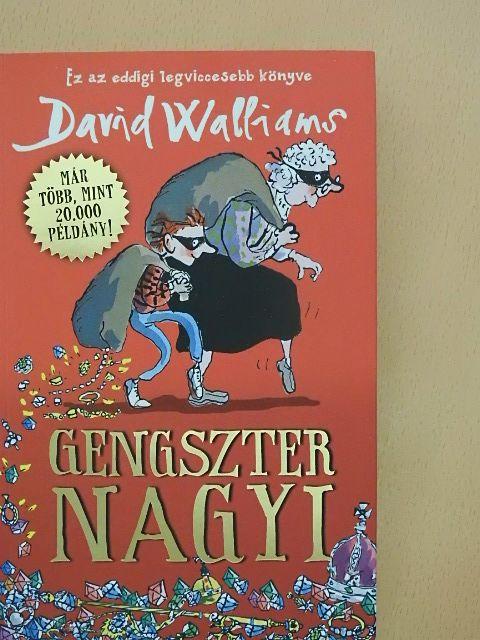 Ez az eddigi legviccesebb könyve
David Walliams
MÁR
TÖBB, MINT
20.000
PÉLDÁNY!
GENGSZTER
NAGYI